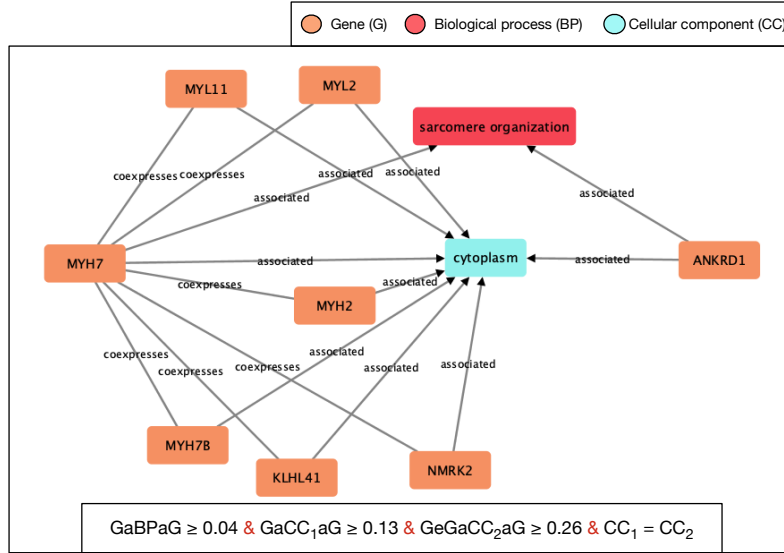 Gene (G) Biological process (BP) Cellular component (CC)
MYL11
MYL2
sarcomere organization
coexpresses
coexpresses
associated
associated
associated
associated
MYH7
associated
cytoplasm
associated
ANKRD1
coexpresses
associated
MYH2
coexpresses
associated
coexpresses
associated
coexpresses
associated
MYH7B
KLHL41
NMRK2
GaBPaG ≥ 0.04 & GaCC₁aG ≥ 0.13 & GeGaCC₂aG ≥ 0.26 & CC₁ = CC₂